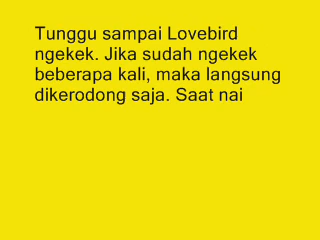 Tunggu sampai Lovebird
ngekek. Jika sudah ngekek
beberapa kali, maka langsung
dikerodong saja. Saat nai